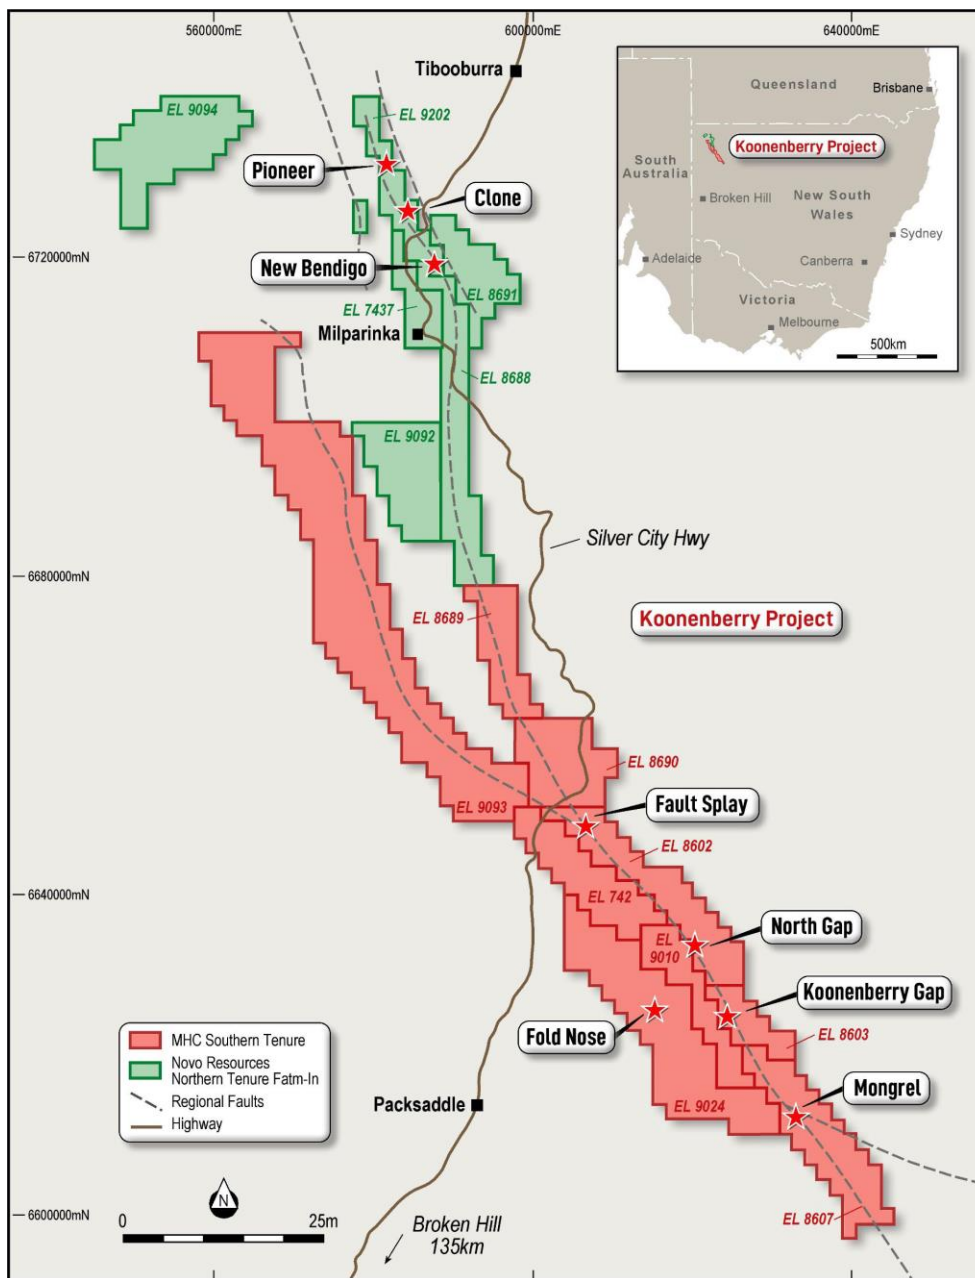 560000mE
600000mE
640000mE
Tibooburra
EL 9094
EL 9202
Pioneer
Clone
6720000mN
New Bendigo
EL 7437
EL 8691
Milparinka
EL 8688
EL 9092
Silver City Hwy
6680000mN
EL 8689
Koonenberry Project
EL 8690
EL 9093
Fault Splay
EL 8602
6640000mN
EL 742
North Gap
EL
9010
Koonenberry Gap
Fold Nose
EL 8603
Mongrel
Packsaddle
EL 9024
6600000mN
EL 8607
Broken Hill
135km
MHC Southern Tenure
Novo Resources
Northern Tenure Fatm-In
Regional Faults
Highway
N
0
25m
Queensland
Brisbane
Koonenberry Project
South
Australia
Broken Hill
New South
Wales
Sydney
Adelaide
Canberra
Victoria
Melbourne
500km